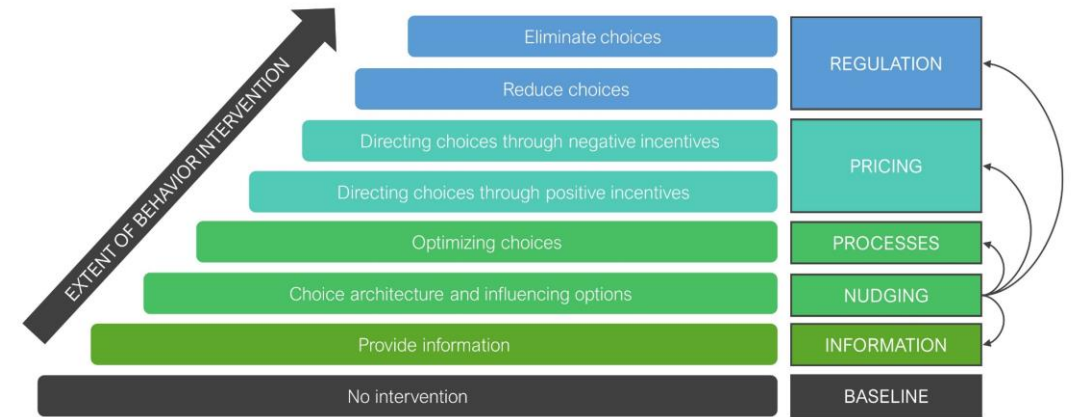 EXTENT OF BEHAVIOR INTERVENTION
Eliminate choices
REGULATION
Reduce choices
Directing choices through negative incentives
PRICING
Directing choices through positive incentives
Optimizing choices
PROCESSES
Choice architecture and influencing options
NUDGING
Provide information
INFORMATION
No intervention
BASELINE